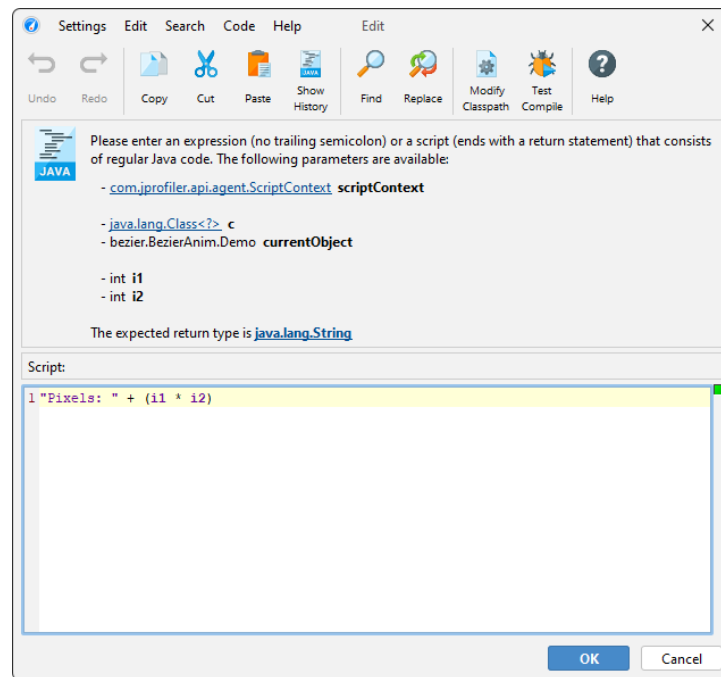 Settings Edit Search Code Help Edit
Undo Redo Copy Cut Paste Show History Find Replace Modify Classpath Test Compile Help
JAVA
Please enter an expression (no trailing semicolon) or a script (ends with a return statement) that consists
of regular Java code. The following parameters are available:
- com.jprofiler.api.agent.ScriptContext scriptContext
- java.lang.Class<?> c
- bezier.BezierAnim.Demo currentObject
- int i1
- int i2
The expected return type is java.lang.String
Script:
1 "Pixels: " + (i1 * i2)
OK Cancel